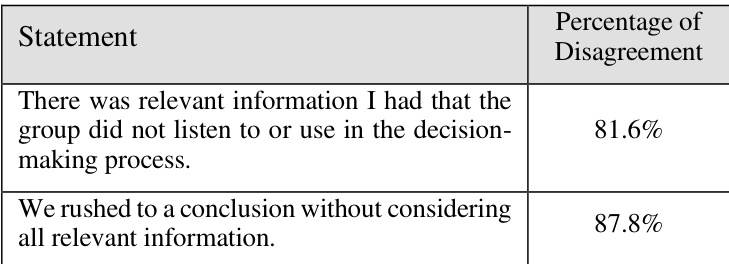 Statement
Percentage of
Disagreement
There was relevant information I had that the
group did not listen to or use in the decision-
making process.
81.6%
We rushed to a conclusion without considering
all relevant information.
87.8%